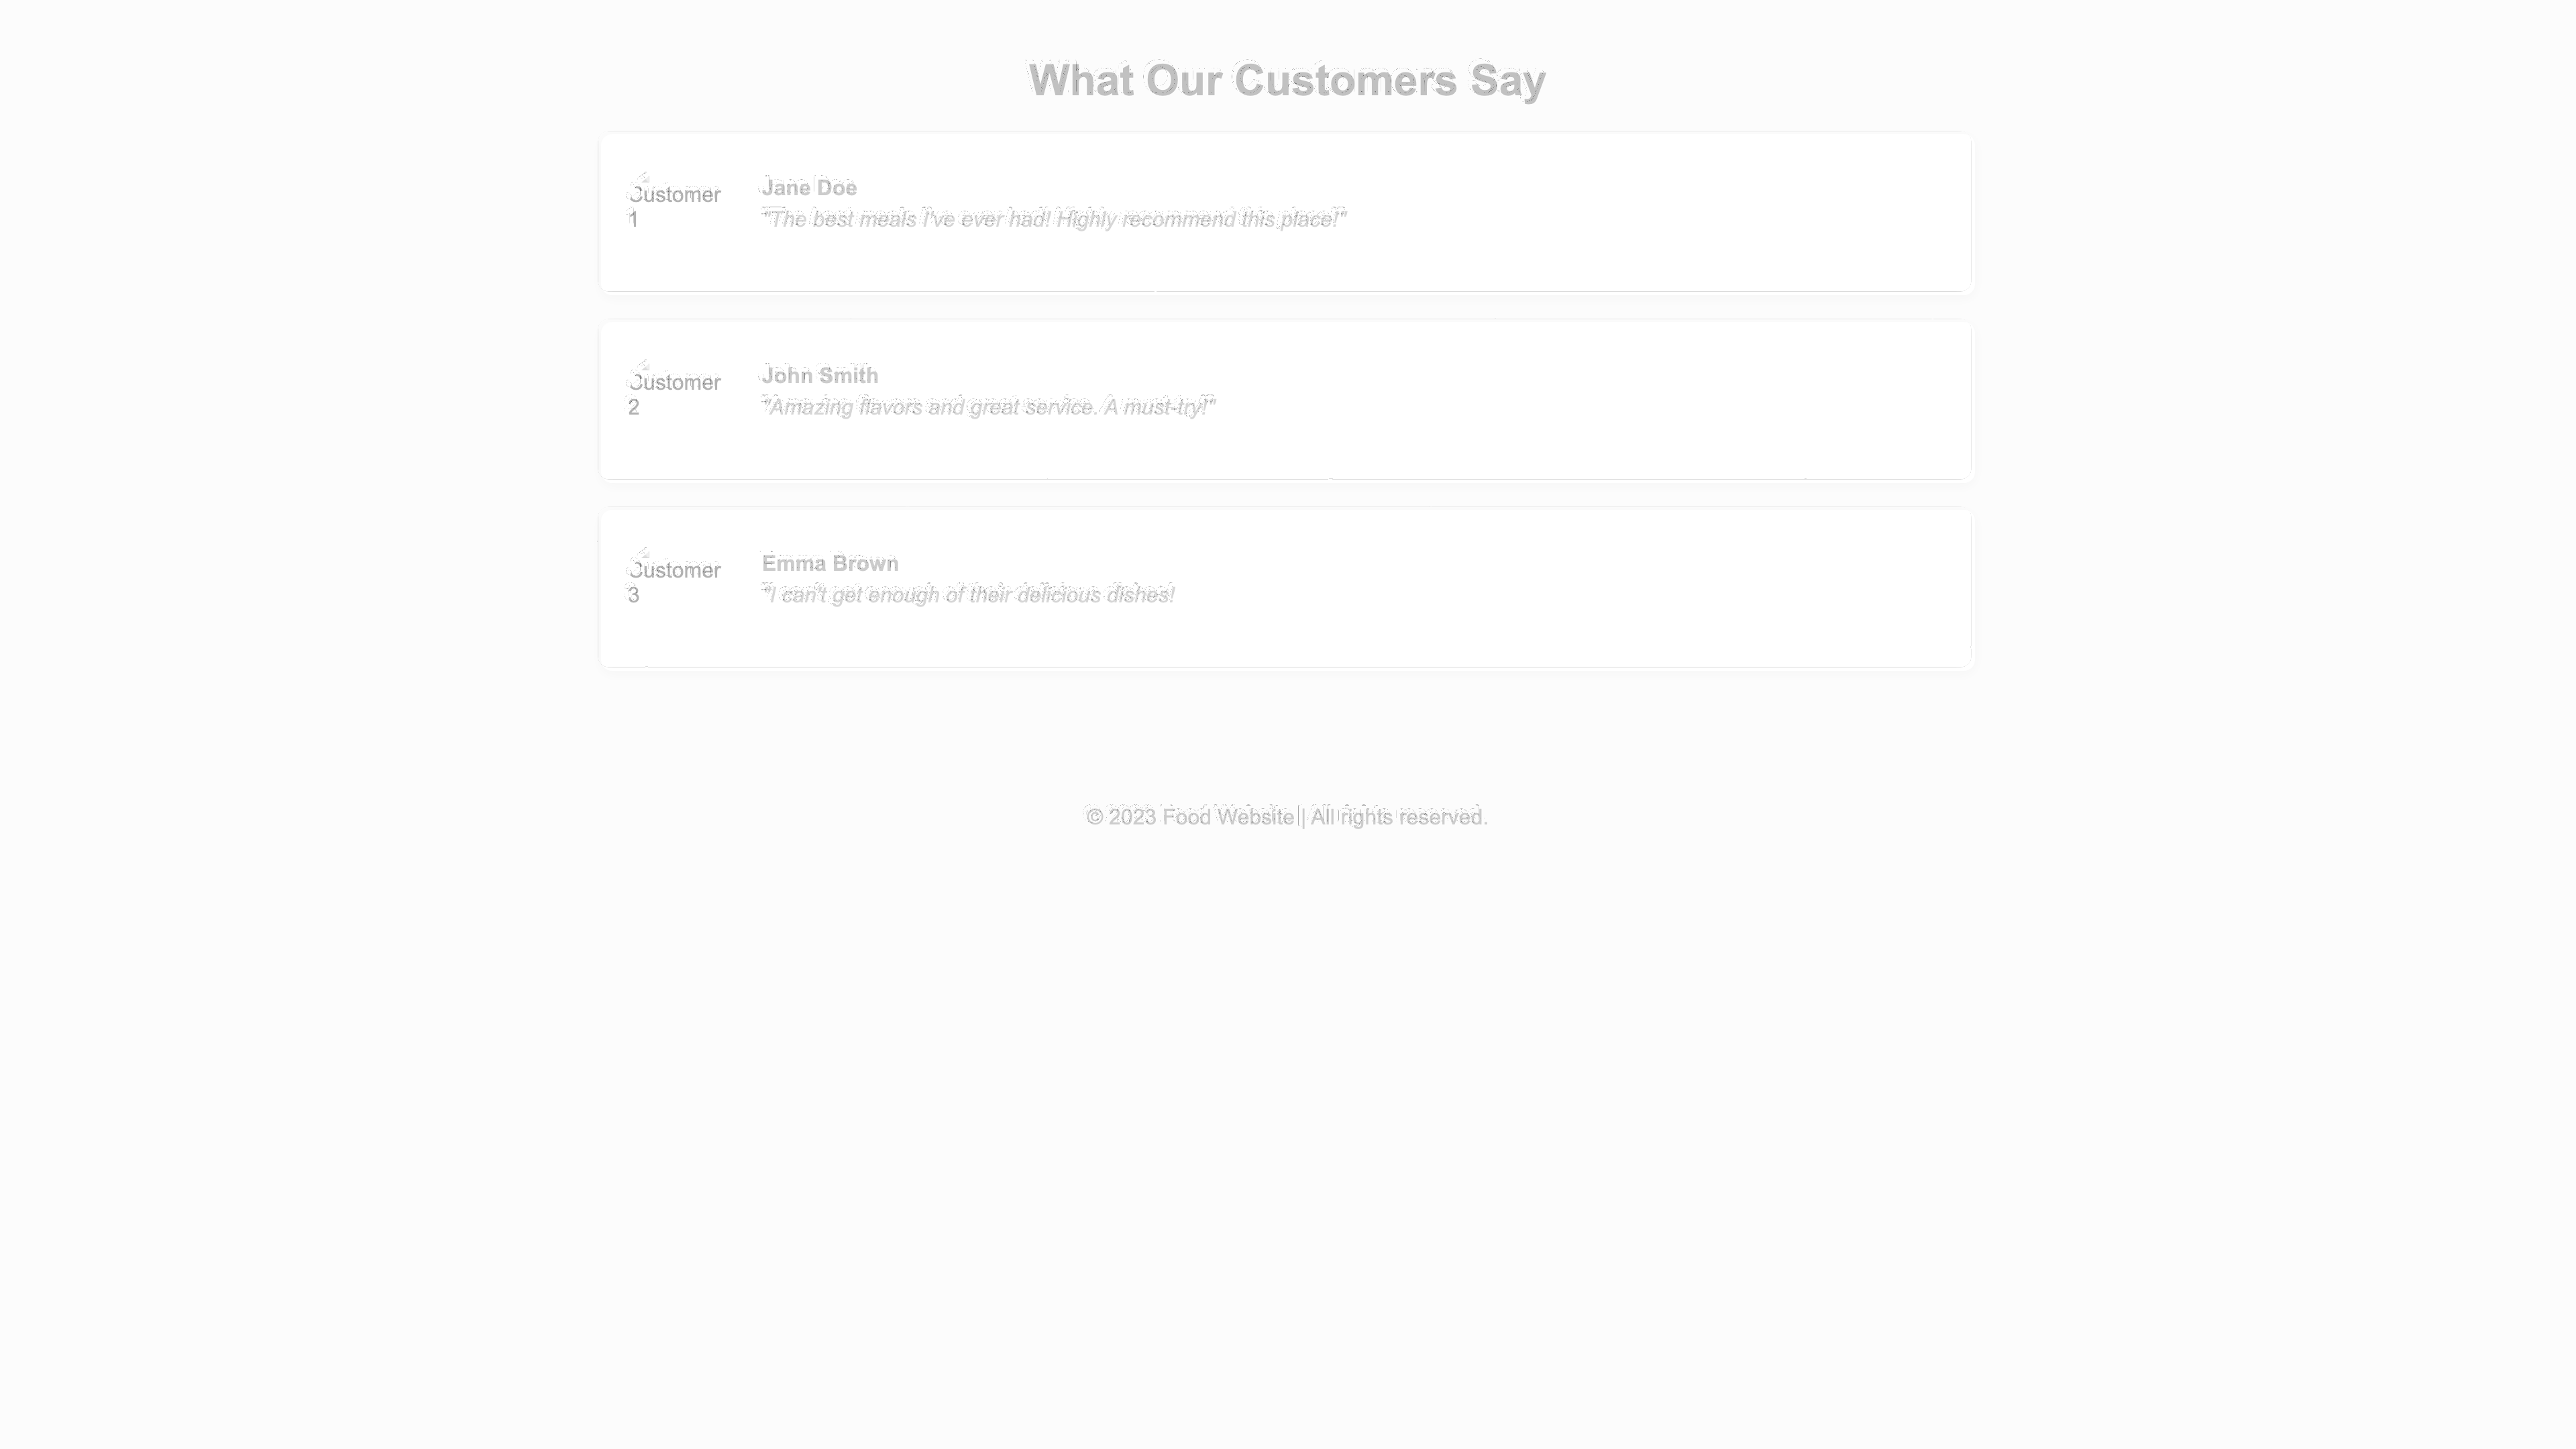 What Our Customers Say
Customer
1
Jane Doe
"The best meals I've ever had! Highly recommend this place!"
Customer
2
John Smith
"Amazing flavors and great service. A must-try!"
Customer
3
Emma Brown
"I can't get enough of their delicious dishes!
© 2023 Food Website | All rights reserved.